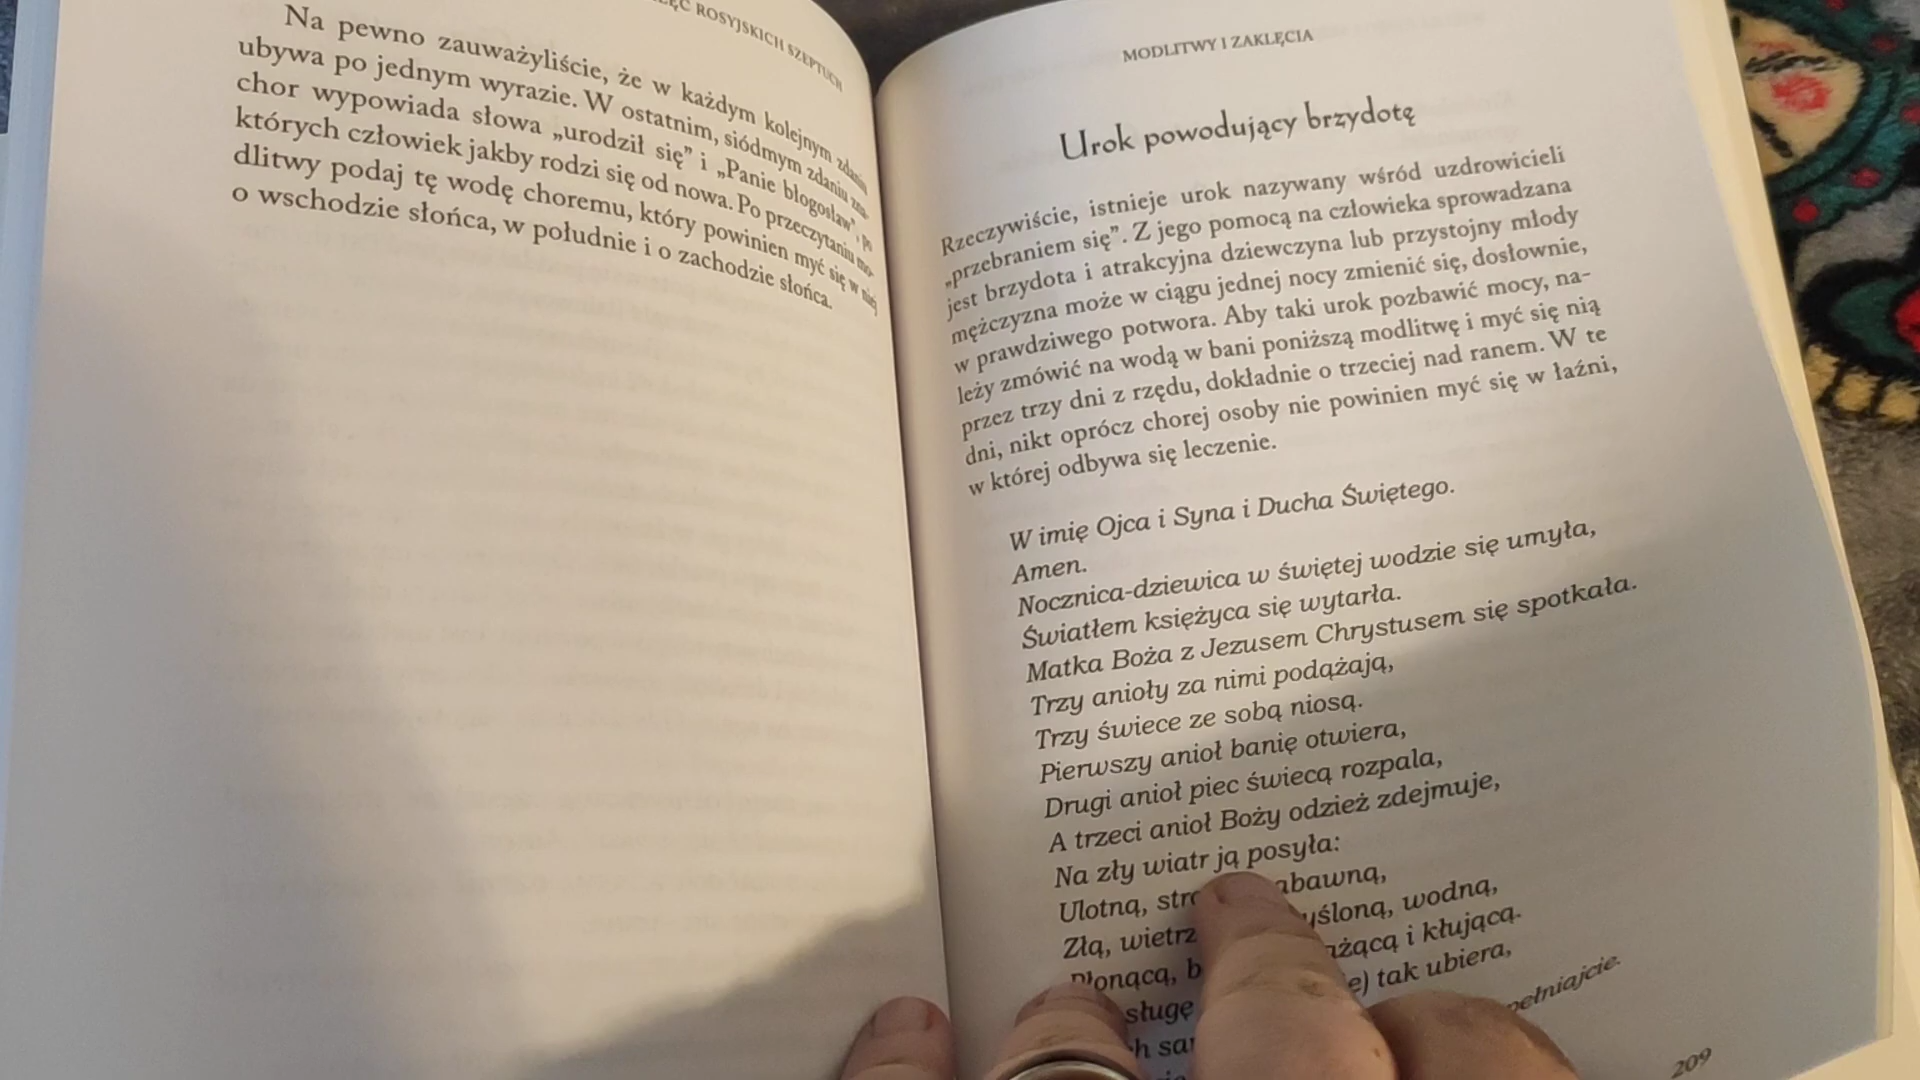 ROSYJSKICH SZEPTUCH
Na pewno zauważyliście, że w każdym kolejnym zdaniu
ubywa po jednym wyrazie. W ostatnim, siódmym zdaniu
chor wypowiada słowa „urodził się” i „Panie błogosław”, po
których człowiek jakby rodzi się od nowa. Po przeczytaniu mo-
dlitwy podaj tę wodę choremu, który powinien myć się w niej
o wschodzie słońca, w południe i o zachodzie słońca.
MODLITWY I ZAKLĘCIA
Urok powodujący brzydotę
Rzeczywiście, istnieje urok nazywany wśród uzdrowicieli
„przebraniem się”. Z jego pomocą na człowieka sprowadzana
jest brzydota i atrakcyjna dziewczyna lub przystojny młody
mężczyzna może w ciągu jednej nocy zmienić się, dosłownie,
w prawdziwego potwora. Aby taki urok pozbawić mocy, na-
leży zmówić na wodą w bani poniższą modlitwę i myć się nią
przez trzy dni z rzędu, dokładnie o trzeciej nad ranem. W te
dni, nikt oprócz chorej osoby nie powinien myć się w łaźni,
w której odbywa się leczenie.
W imię Ojca i Syna i Ducha Świętego.
Amen.
Nocznica-dziewica w świętej wodzie się umyła,
Światłem księżyca się wytarła.
Matka Boża z Jezusem Chrystusem się spotkała.
Trzy anioły za nimi podążają,
Trzy świece ze sobą niosą.
Pierwszy anioł banię otwiera,
Drugi anioł piec świecą rozpala,
A trzeci anioł Boży odzież zdejmuje,
Na zły wiatr ją posyła:
Ulotną,
Złą, wodną,
i kłującą.
sługę tak ubiera,
209